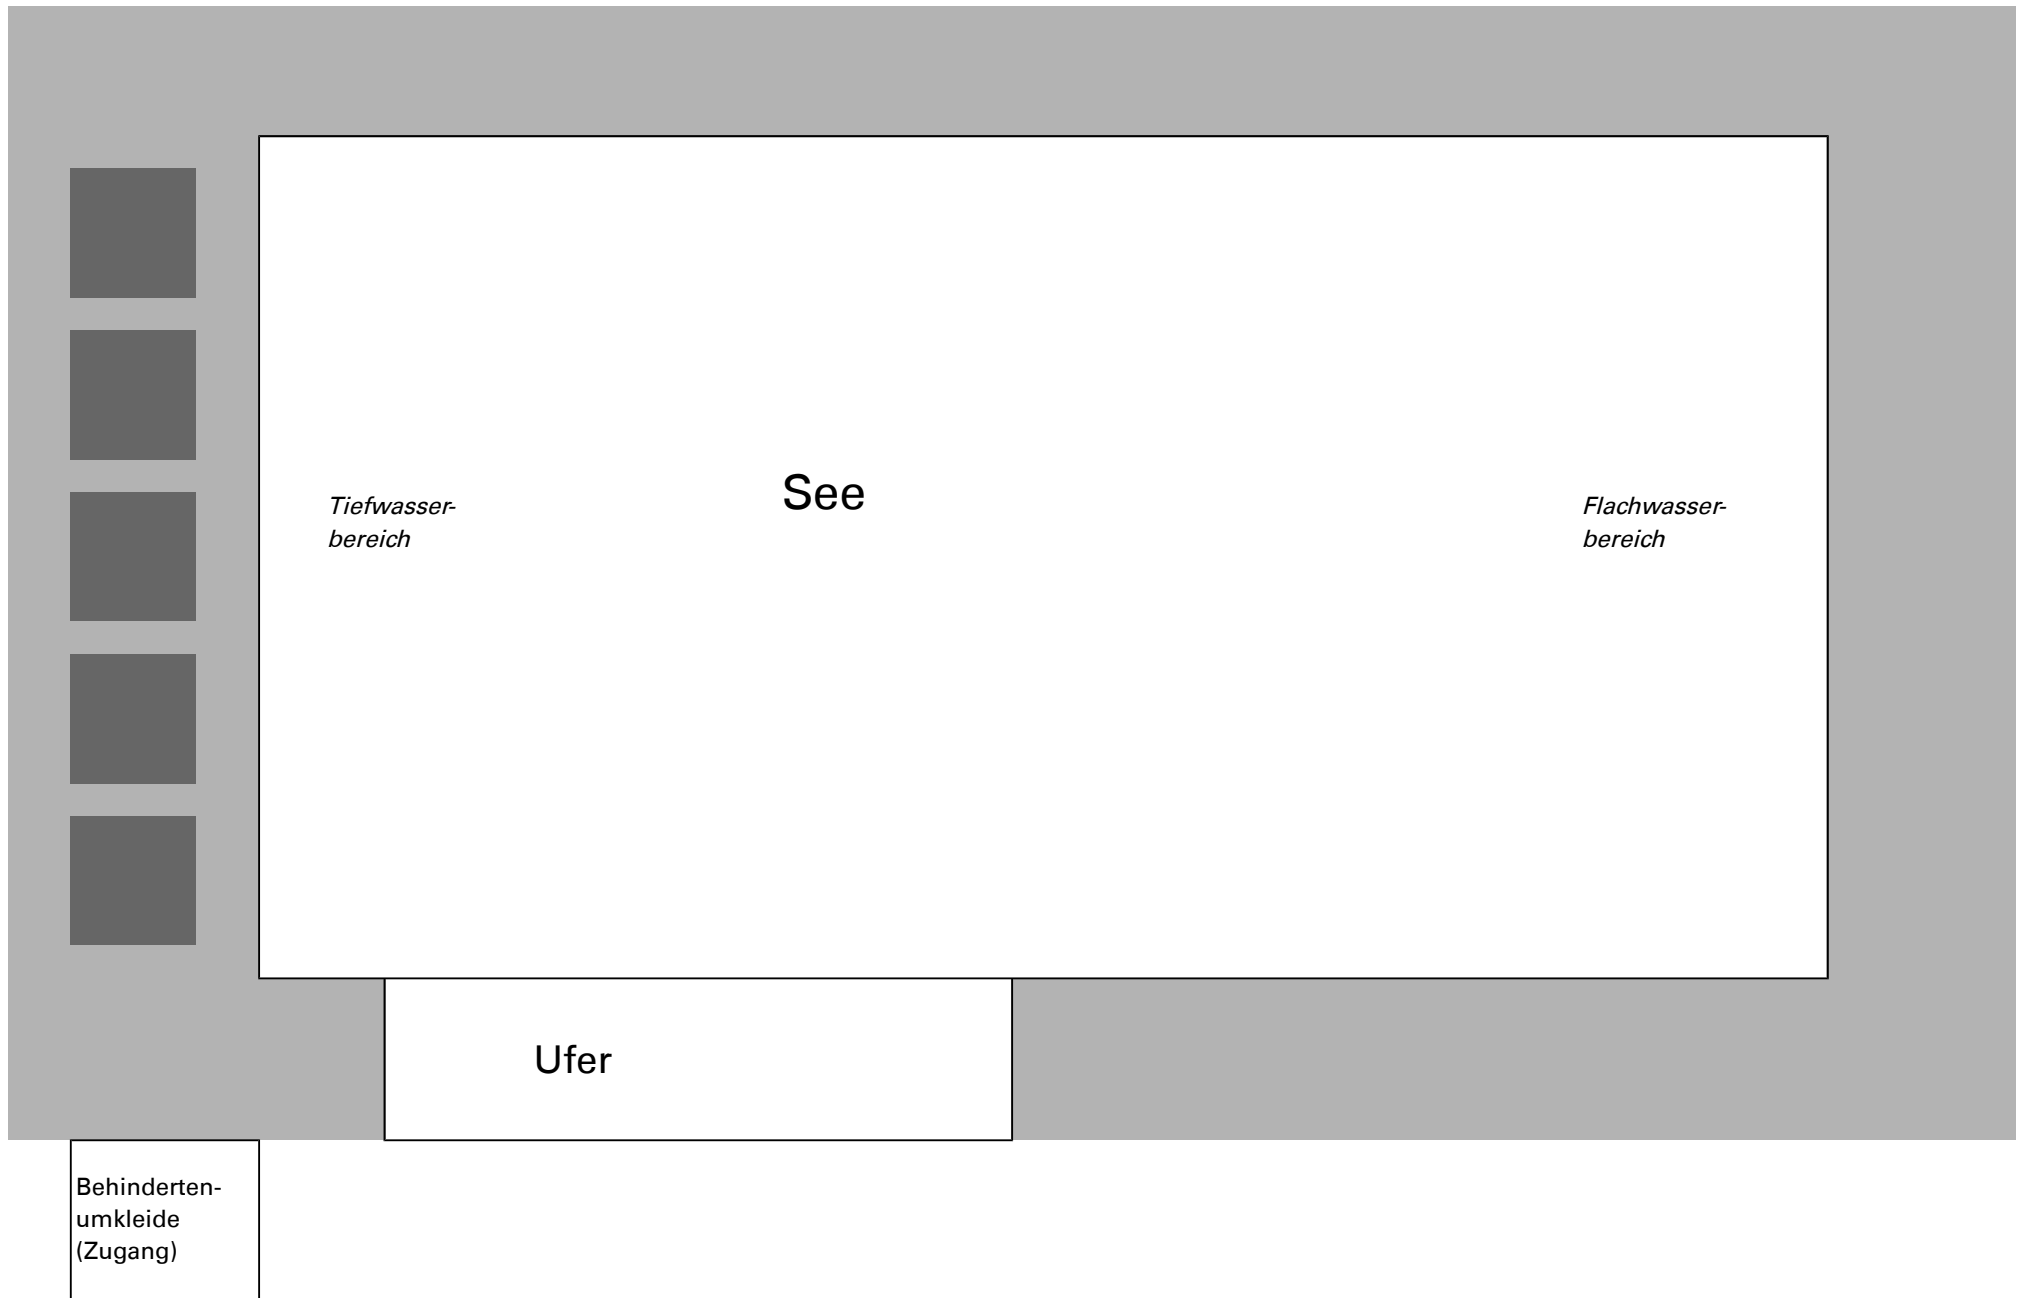 See
Tiefwasser-
bereich
Flachwasser-
bereich
Ufer
Behinderten-
umkleide
(Zugang)